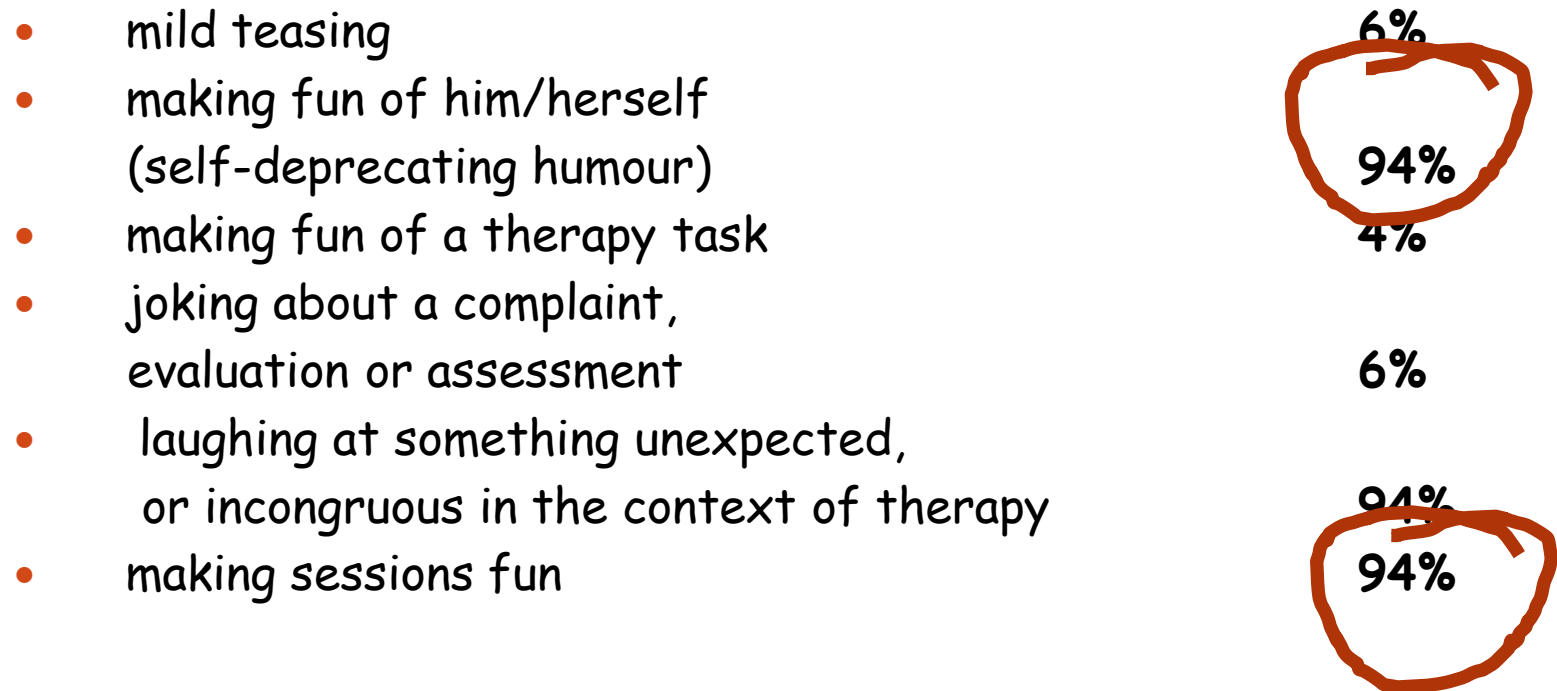 • mild teasing 6%
• making fun of him/herself
(self-deprecating humour) 94%
• making fun of a therapy task 4%
• joking about a complaint,
evaluation or assessment 6%
• laughing at something unexpected,
or incongruous in the context of therapy 94%
• making sessions fun 94%